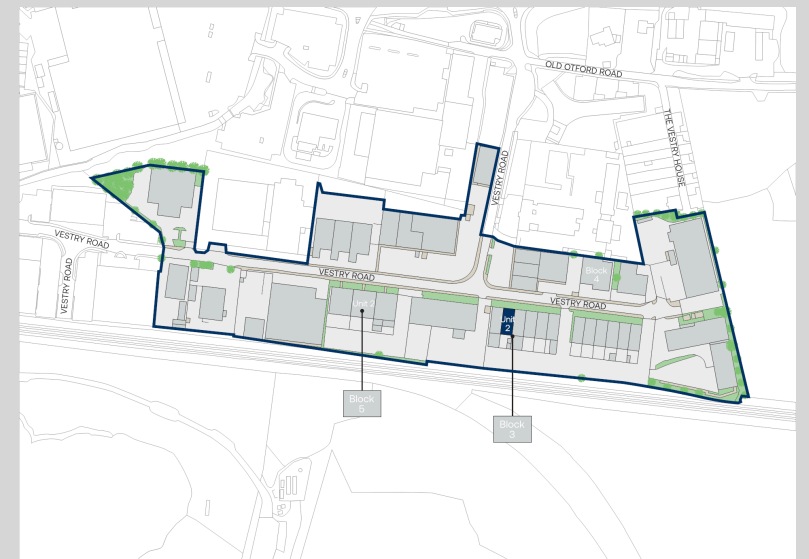 OLD OTFORD ROAD
THE VESTRY HOUSE
VESTRY ROAD
VESTRY ROAD
VESTRY ROAD
VESTRY ROAD
Block
4
VESTRY ROAD
Unit 2
Unit
2
Block
5
Block
3